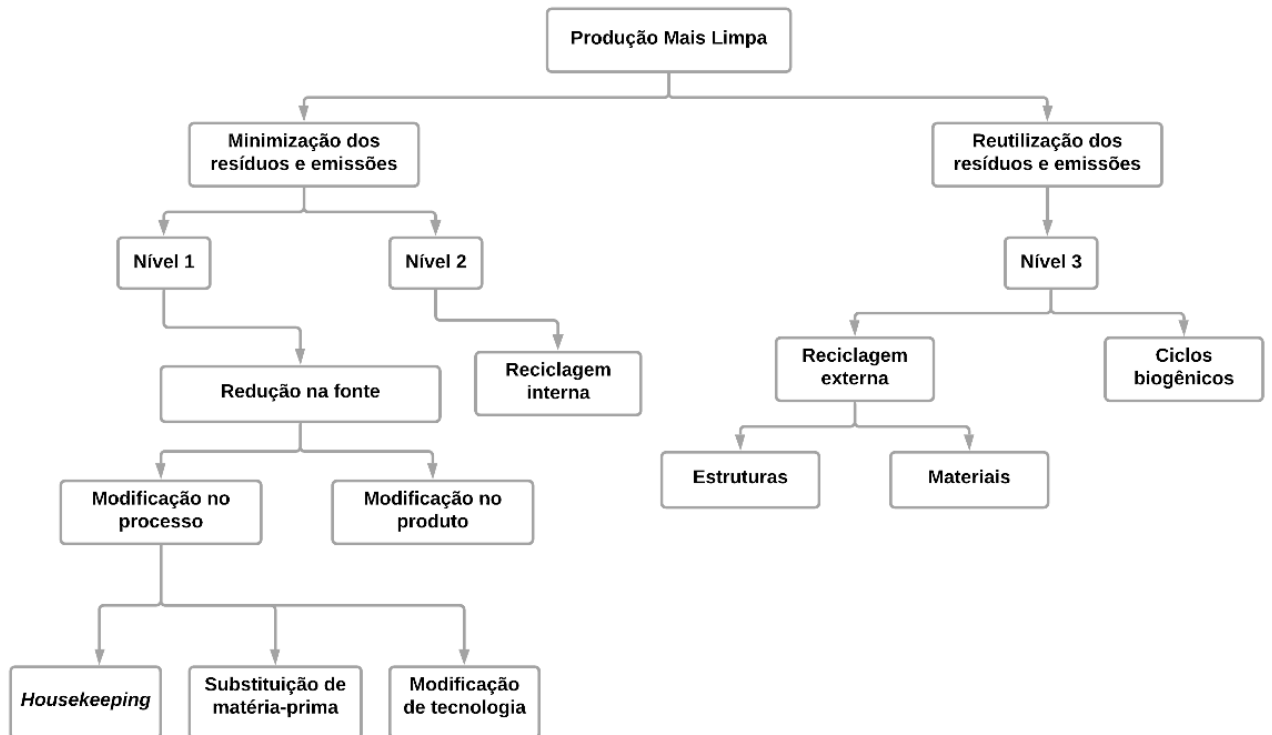 Produção Mais Limpa
Minimização dos
resíduos e emissões
Reutilização dos
resíduos e emissões
Nível 1
Nível 2
Nível 3
Redução na fonte
Reciclagem
interna
Reciclagem
externa
Ciclos
biogênicos
Modificação no
processo
Modificação no
produto
Estruturas
Materiais
Housekeeping
Substituição de
matéria-prima
Modificação
de tecnologia